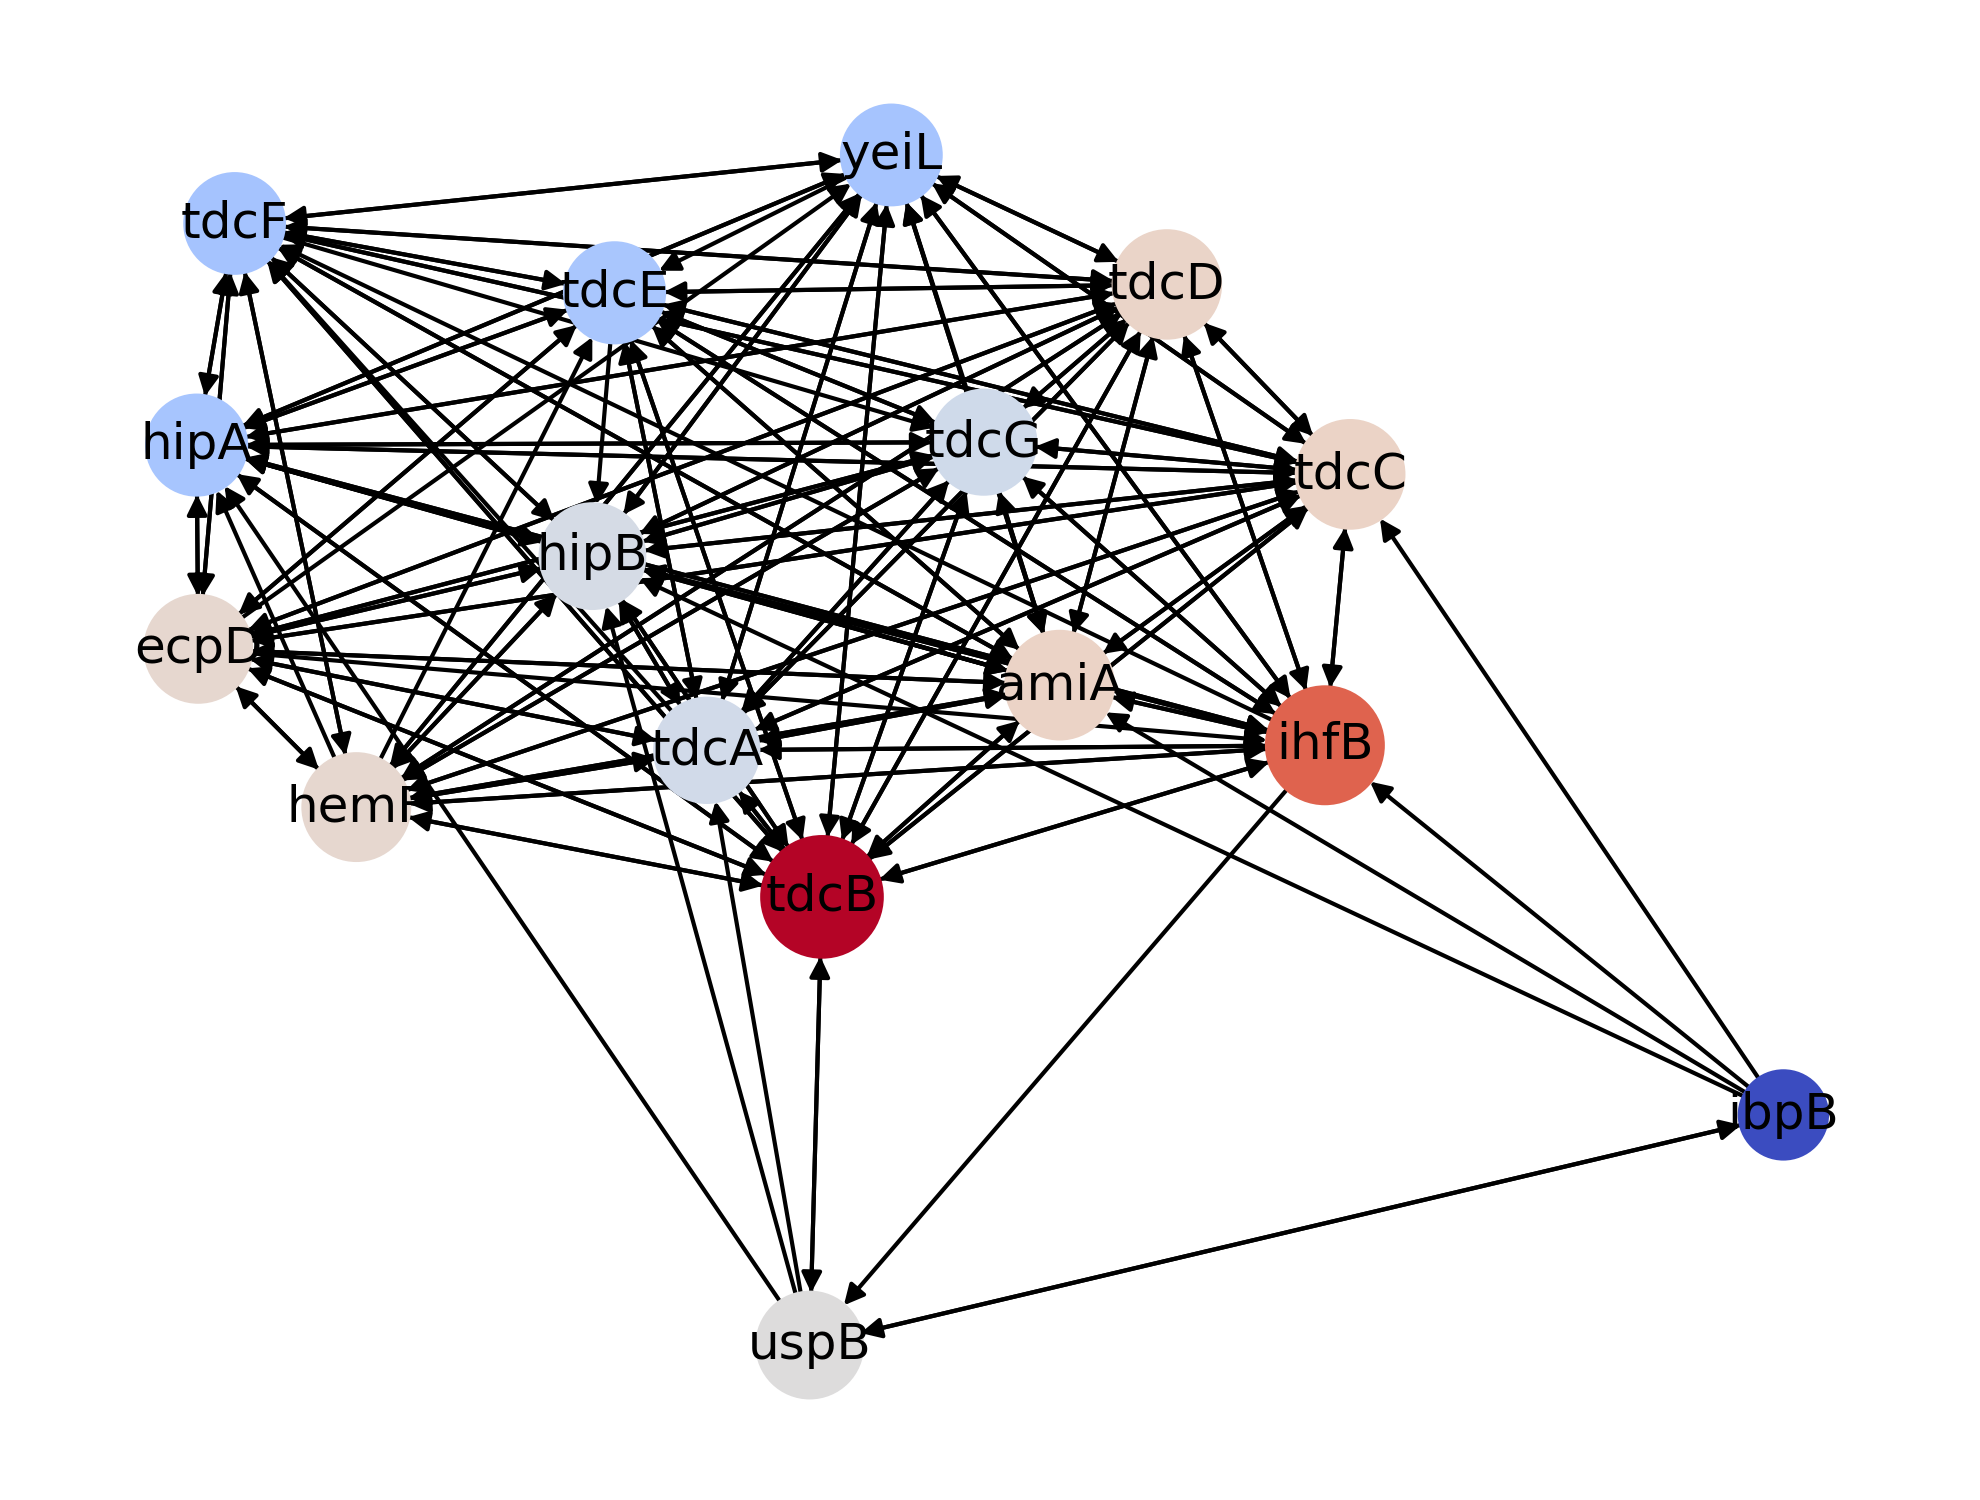 yeiL
tdcF
tdcE
tdcD
hipA
tdcG
tdcC
hipB
ecpD
amiA
tdcA
ihfB
hemF
tdcB
ibpB
uspB